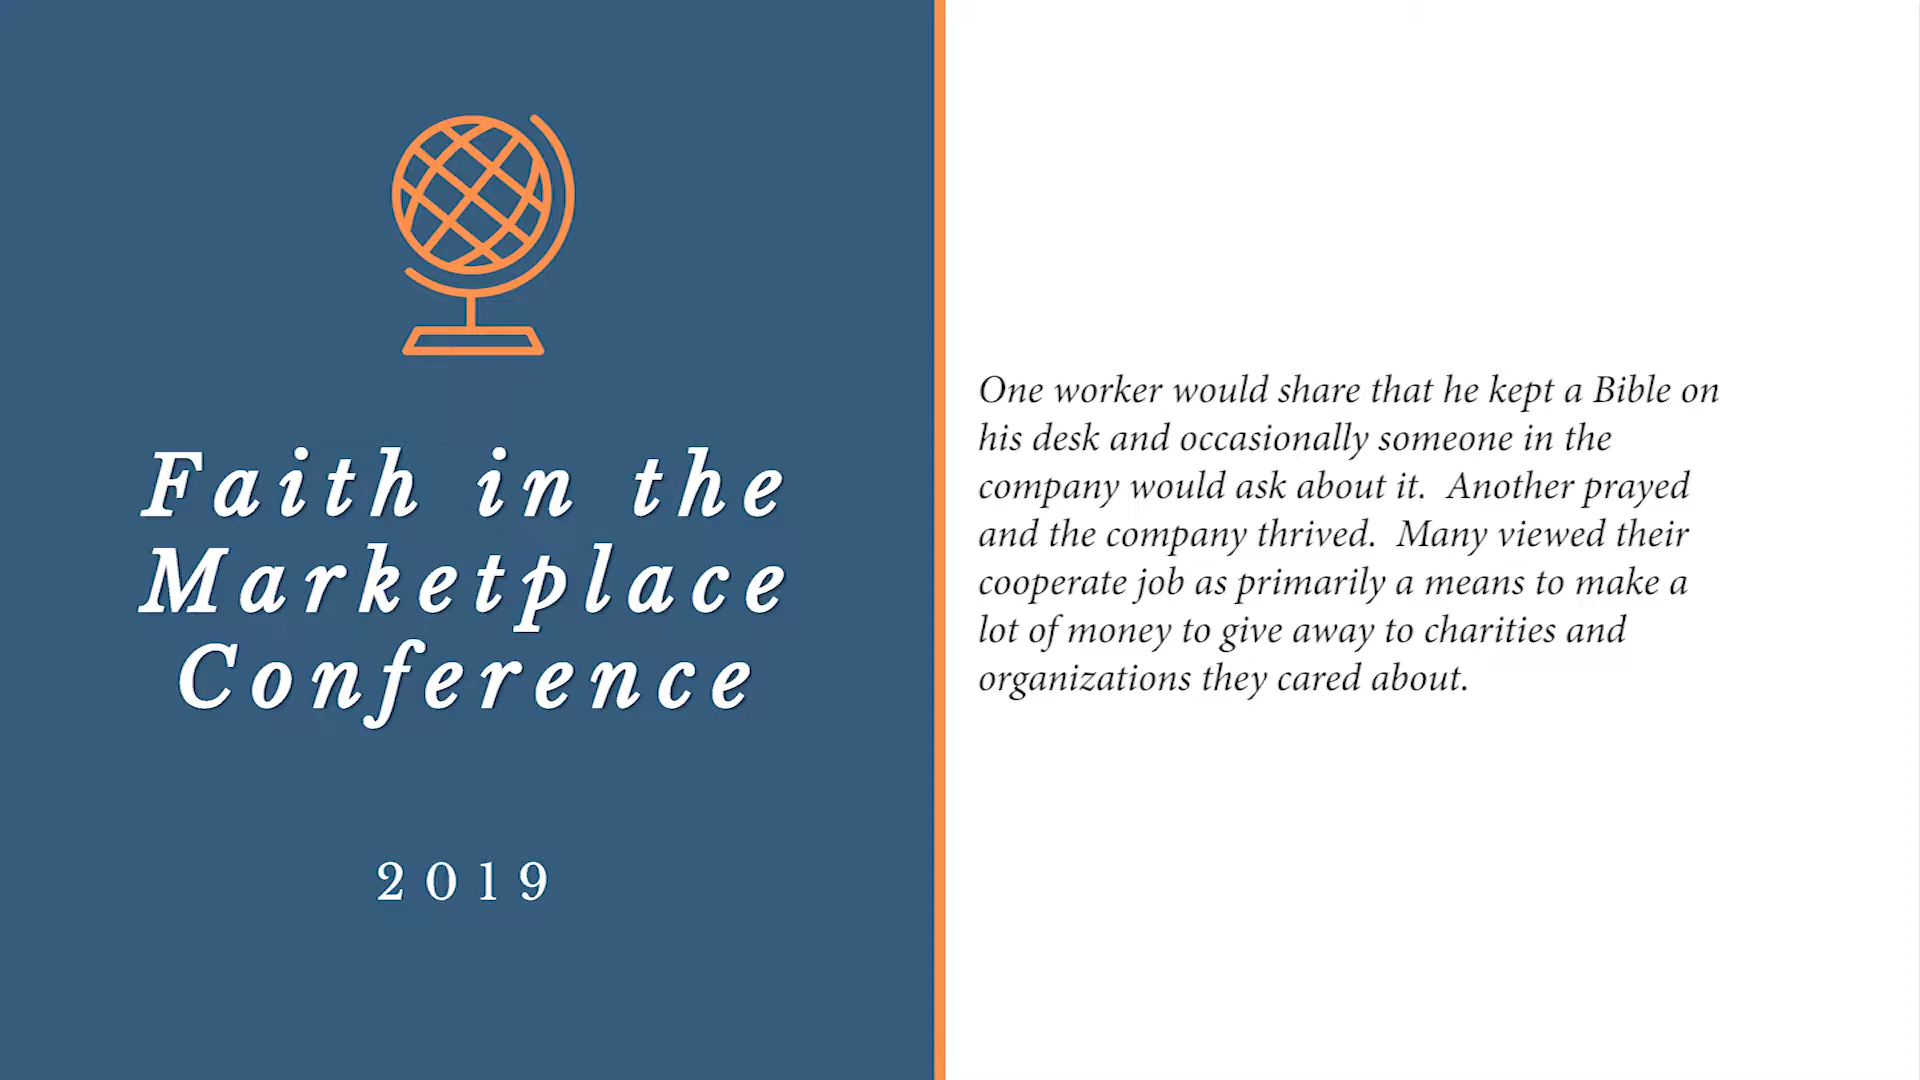 Faith in the
Marketplace
Conference
2019
One worker would share that he kept a Bible on
his desk and occasionally someone in the
company would ask about it.  Another prayed
and the company thrived.  Many viewed their
cooperate job as primarily a means to make a
lot of money to give away to charities and
organizations they cared about.